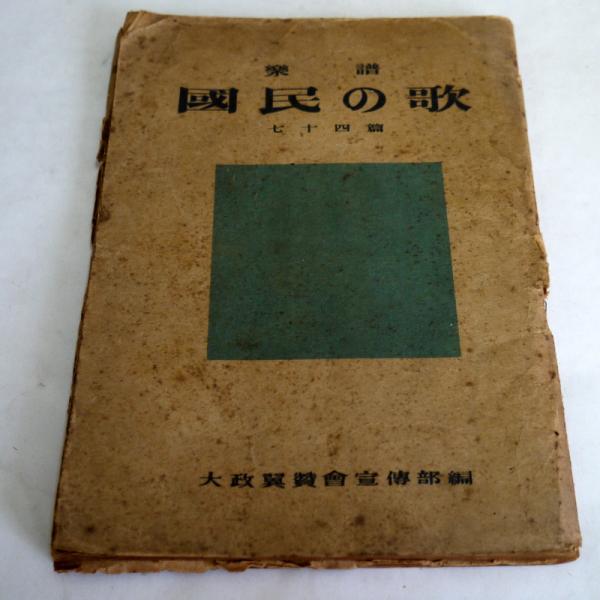 樂譜
國民の歌
七十四篇
大政翼贊會宣傳部編